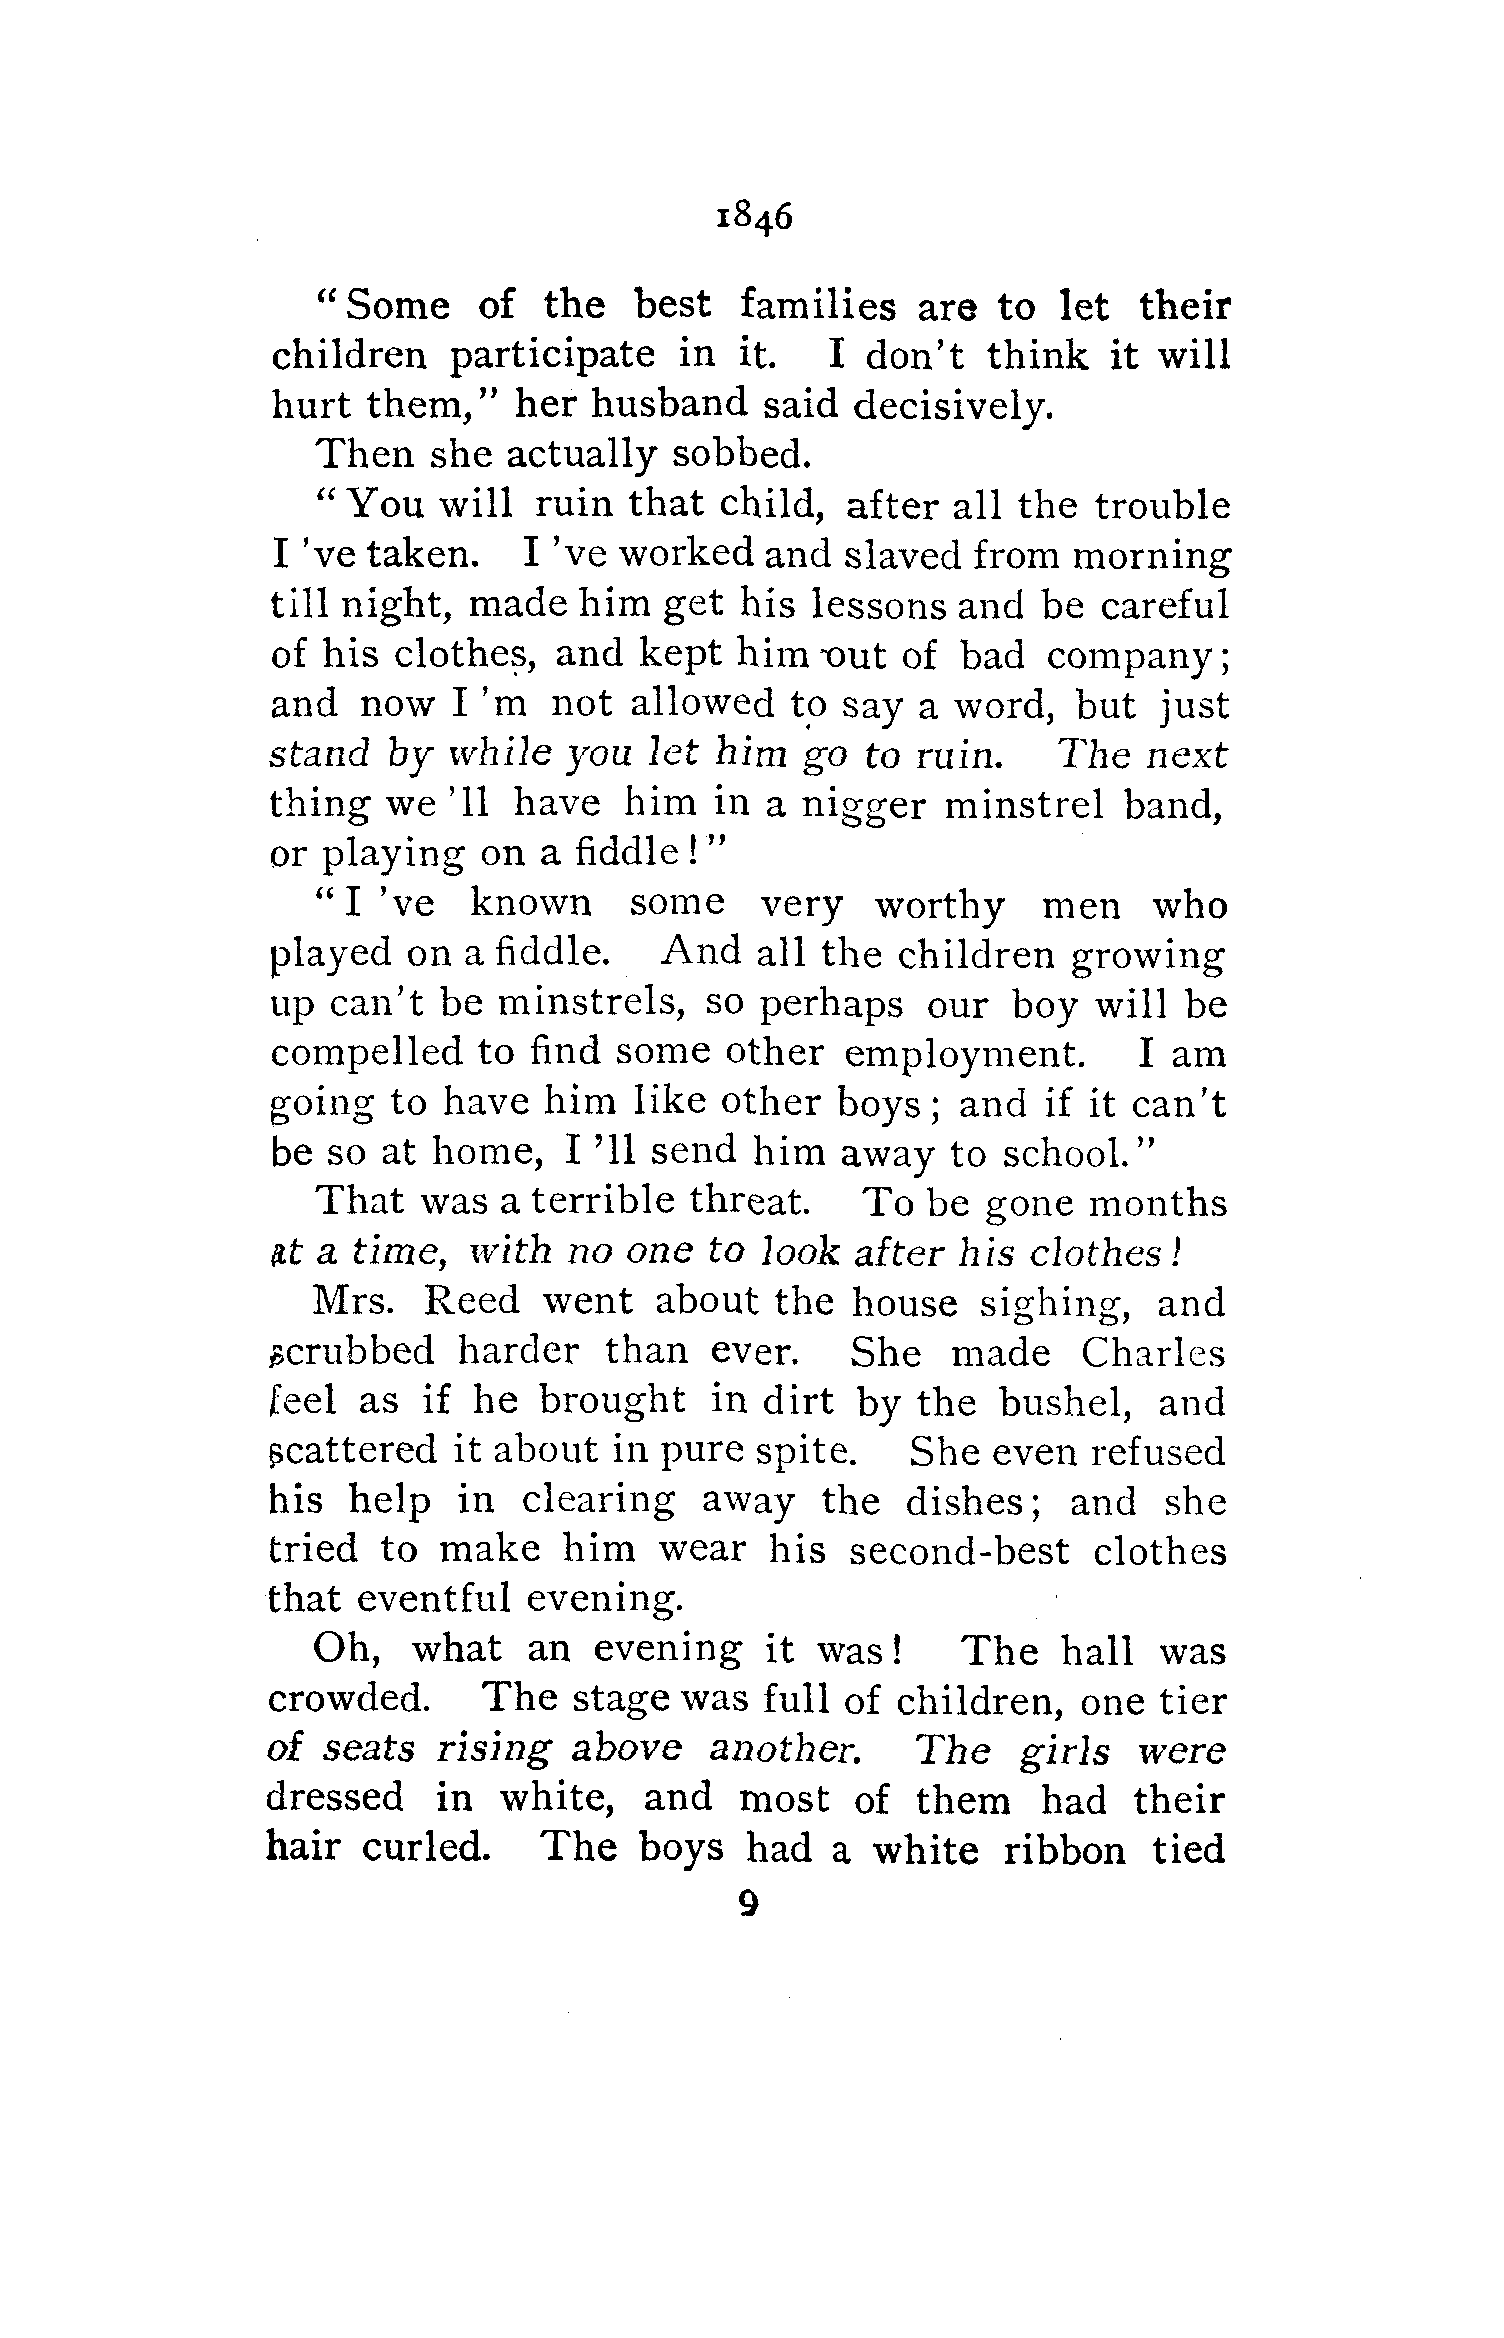 1846
"Some of the best families are to let their
children participate in it. I don't think it will
hurt them," her husband said decisively.
Then she actually sobbed.
"You will ruin that child, after all the trouble
I 've taken. I 've worked and slaved from morning
till night, made him get his lessons and be careful
of his clothes, and kept him out of bad company;
and now I 'm not allowed to say a word, but just
stand by while you let him go to ruin. The next
thing we 'll have him in a nigger minstrel band,
or playing on a fiddle!"
"I 've known some very worthy men who
played on a fiddle. And all the children growing
up can't be minstrels, so perhaps our boy will be
compelled to find some other employment. I am
going to have him like other boys; and if it can't
be so at home, I 'll send him away to school."
That was a terrible threat. To be gone months
at a time, with no one to look after his clothes!
Mrs. Reed went about the house sighing, and
scrubbed harder than ever. She made Charles
feel as if he brought in dirt by the bushel, and
scattered it about in pure spite. She even refused
his help in clearing away the dishes; and she
tried to make him wear his second-best clothes
that eventful evening.
Oh, what an evening it was! The hall was
crowded. The stage was full of children, one tier
of seats rising above another. The girls were
dressed in white, and most of them had their
hair curled. The boys had a white ribbon tied
9